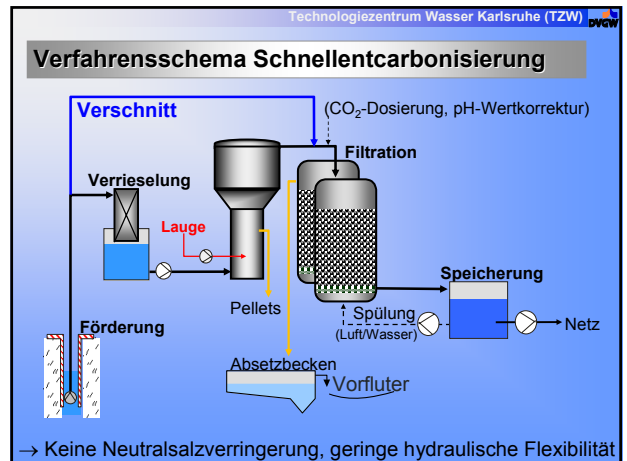 Technologiezentrum Wasser Karlsruhe (TZW)
DVGW
Verfahrensschema Schnellentcarbonisierung
Verschnitt
(CO₂-Dosierung, pH-Wertkorrektur)
Filtration
Verrieselung
Lauge
Speicherung
Pellets
Spülung
(Luft/Wasser)
Netz
Förderung
Absetzbecken
Vorfluter
→ Keine Neutralsalzverringerung, geringe hydraulische Flexibilität